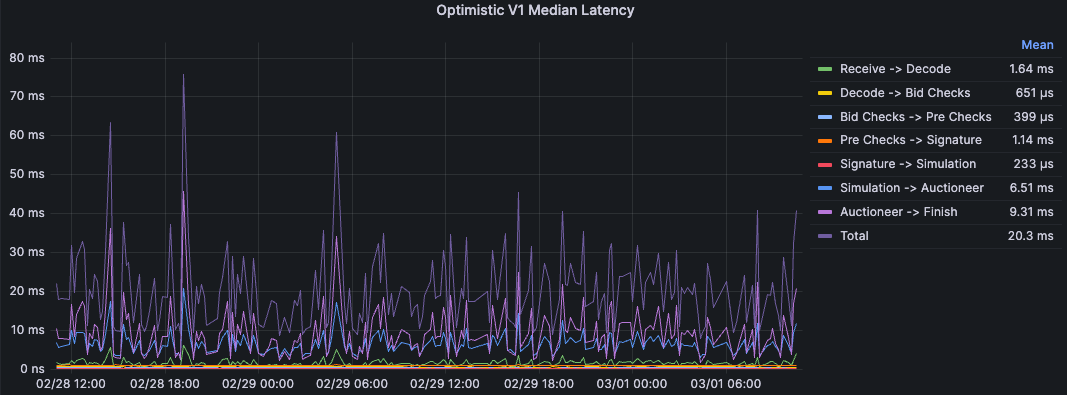 Optimistic V1 Median Latency
Mean
80 ms
70 ms
60 ms
50 ms
40 ms
30 ms
20 ms
10 ms
0 ns
02/28 12:00 02/28 18:00 02/29 00:00 02/29 06:00 02/29 12:00 02/29 18:00 03/01 00:00 03/01 06:00
Receive -> Decode 1.64 ms
Decode -> Bid Checks 651 µs
Bid Checks -> Pre Checks 399 µs
Pre Checks -> Signature 1.14 ms
Signature -> Simulation 233 µs
Simulation -> Auctioneer 6.51 ms
Auctioneer -> Finish 9.31 ms
Total 20.3 ms